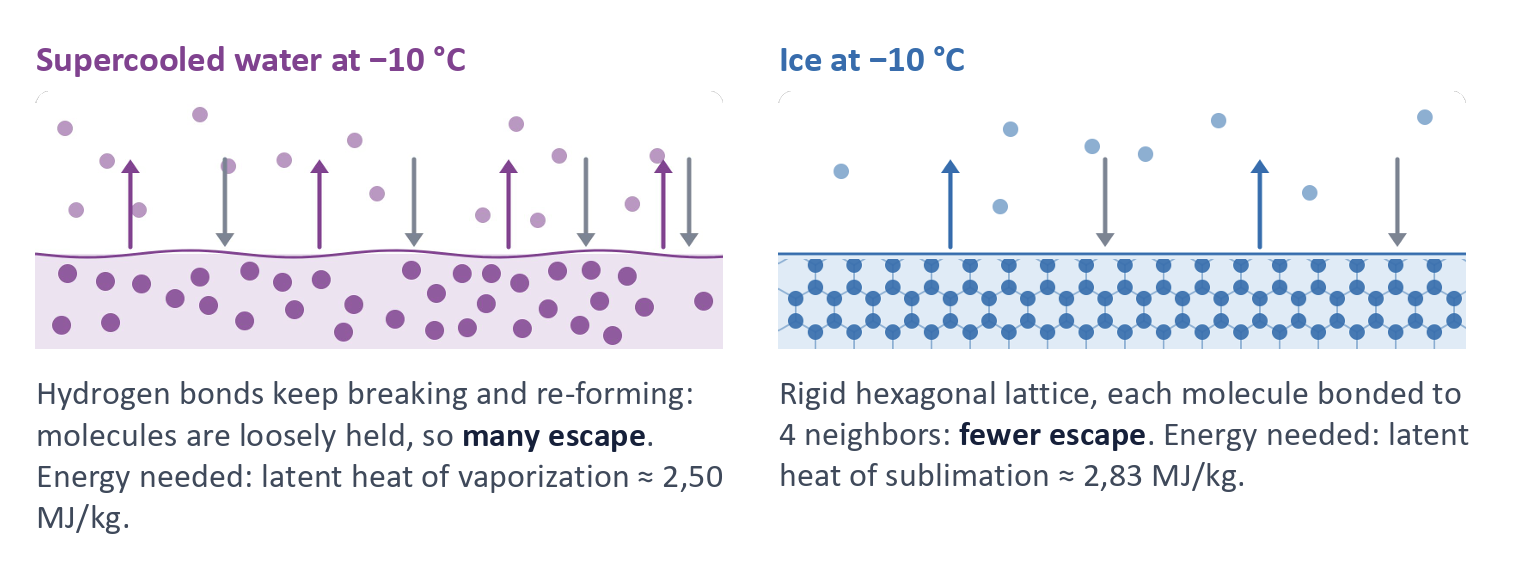 Supercooled water at −10 °C
Hydrogen bonds keep breaking and re-forming:
molecules are loosely held, so many escape.
Energy needed: latent heat of vaporization ≈ 2,50
MJ/kg.
Ice at −10 °C
Rigid hexagonal lattice, each molecule bonded to
4 neighbors: fewer escape. Energy needed: latent
heat of sublimation ≈ 2,83 MJ/kg.